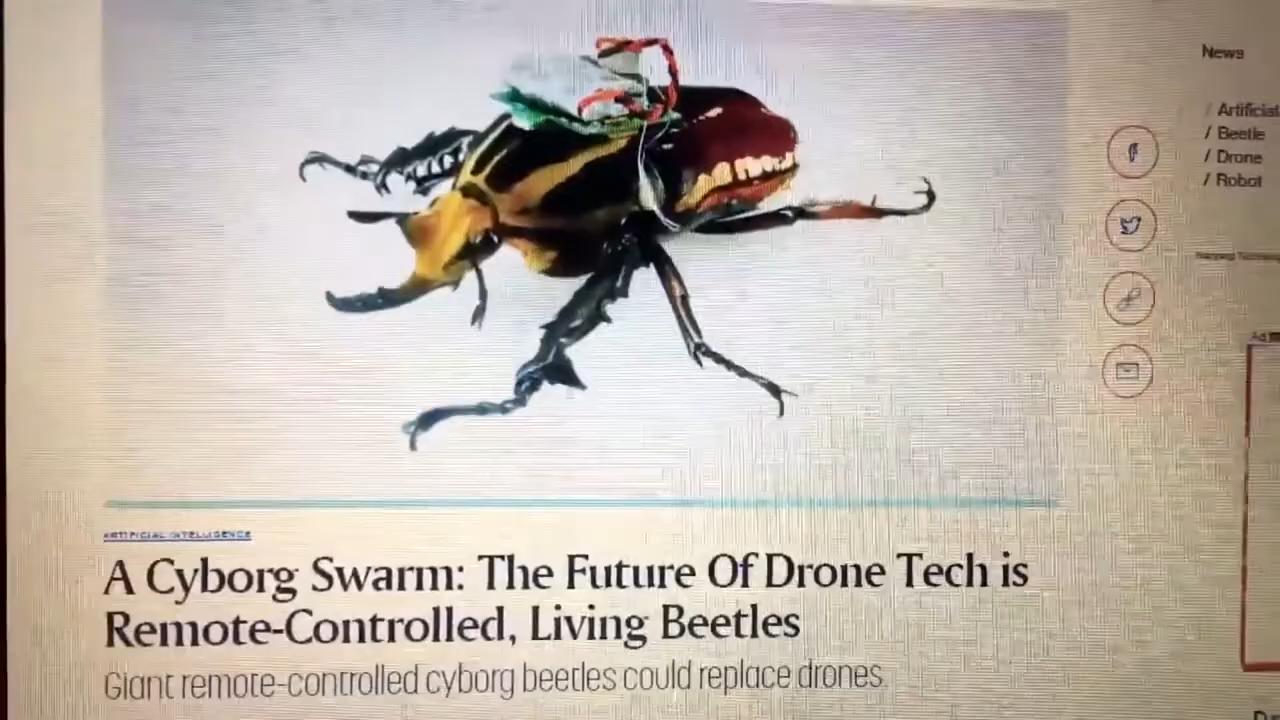 News
/ Artificial
/ Beetle
/ Drone
/ Robot
Ad
ARTIFICIAL INTELLIGENCE
A Cyborg Swarm: The Future Of Drone Tech is
Remote-Controlled, Living Beetles
Giant remote-controlled cyborg beetles could replace drones.